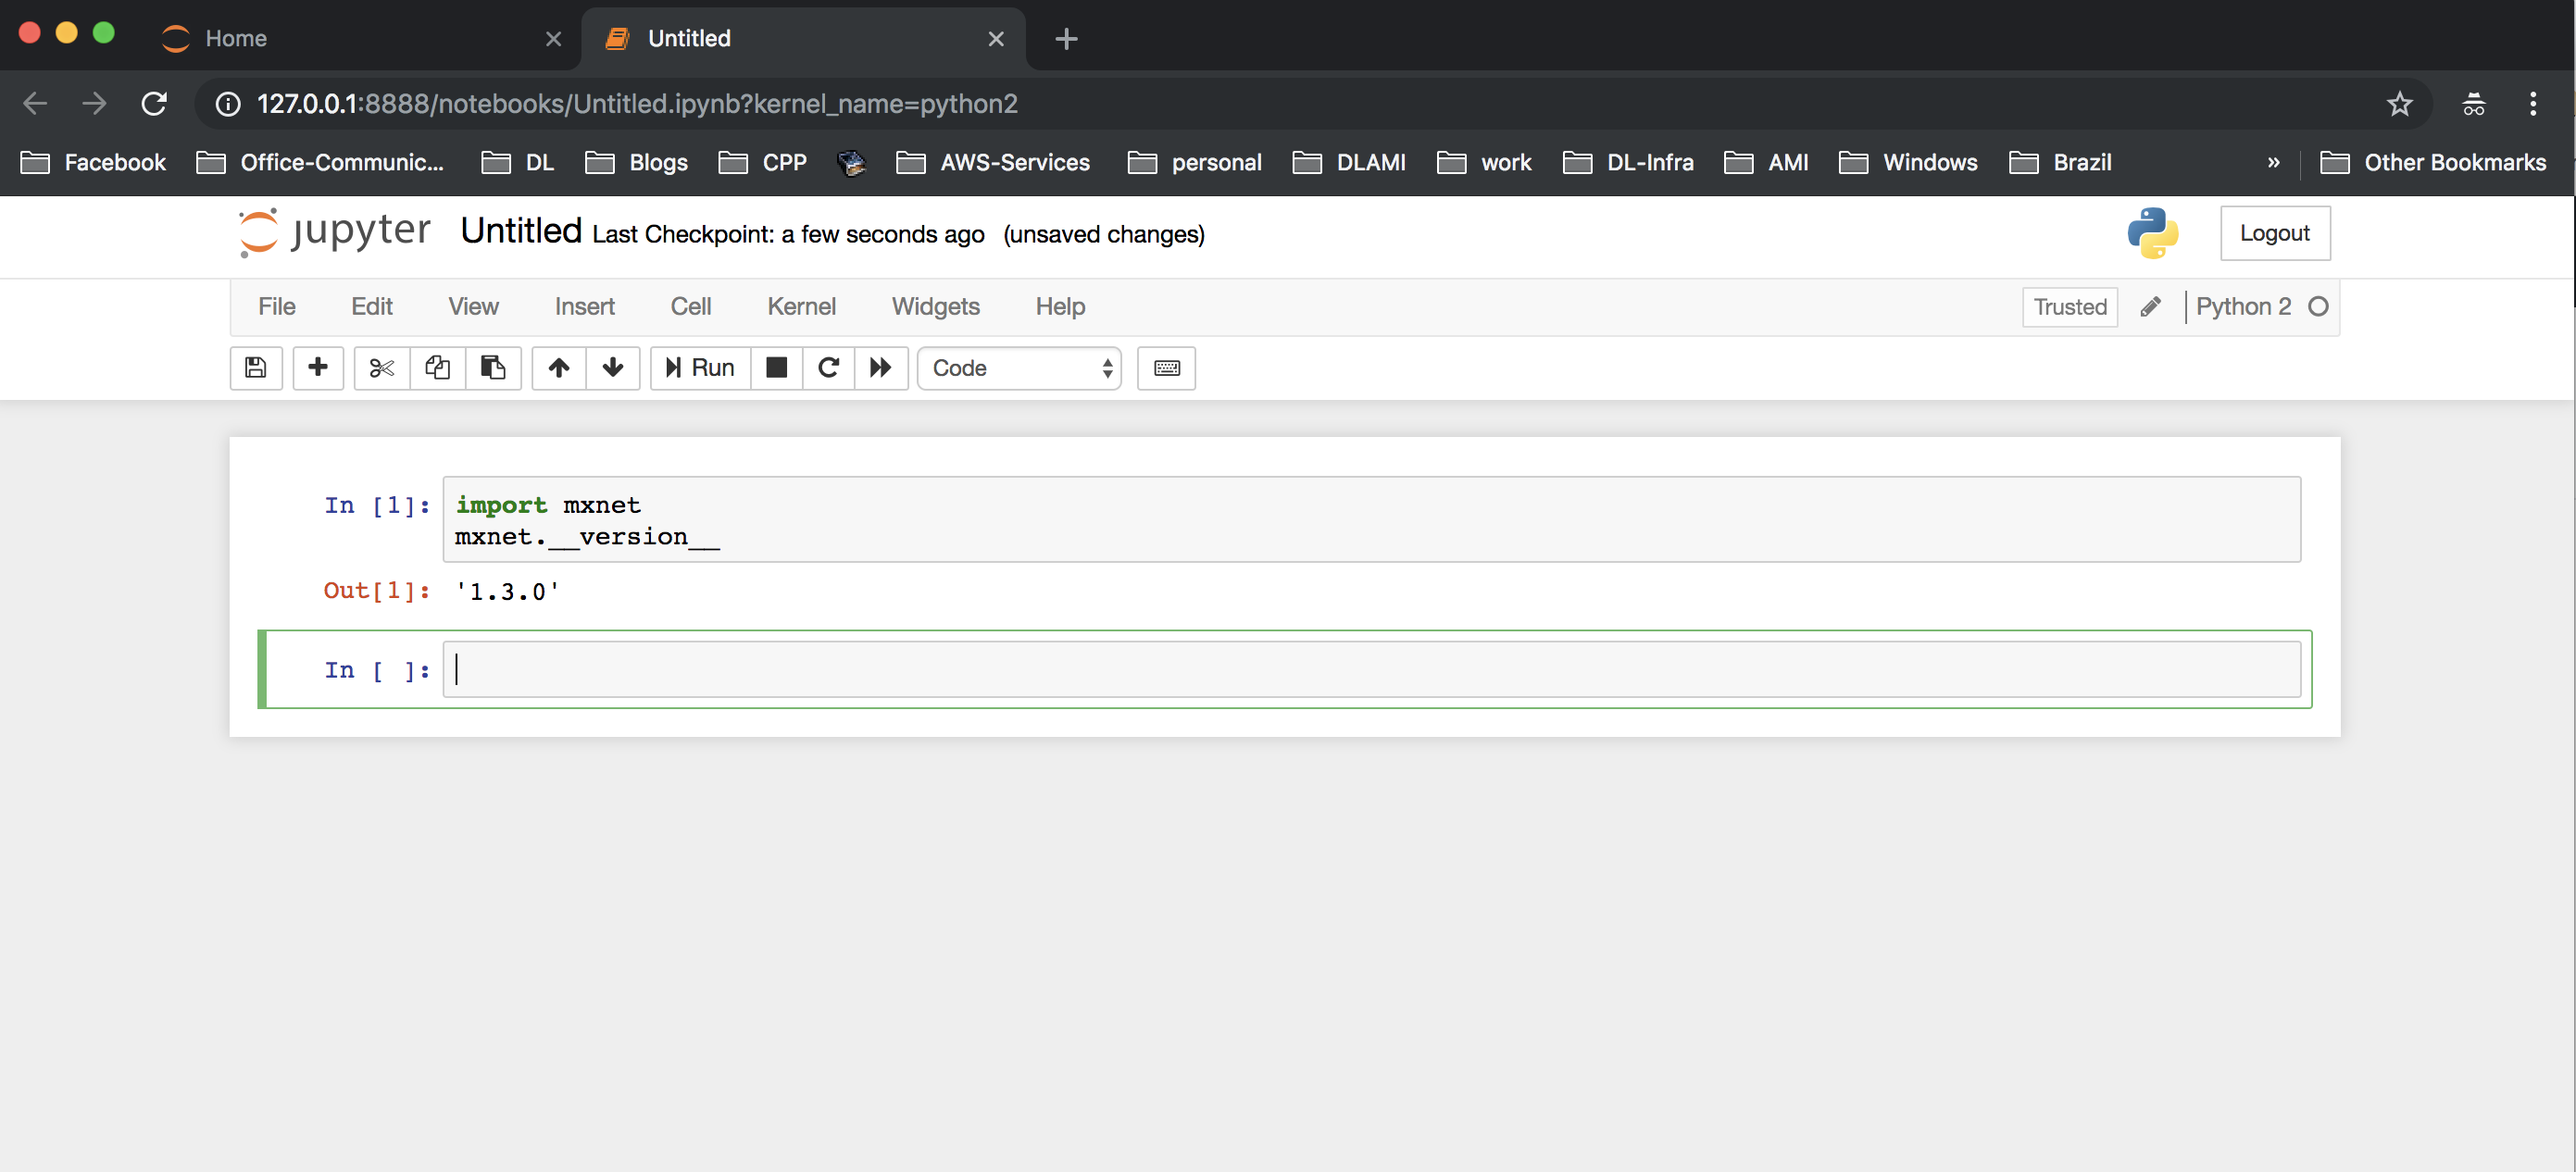 Home
Untitled
127.0.0.1:8888/notebooks/Untitled.ipynb?kernel_name=python2
Facebook Office-Communic... DL Blogs CPP AWS-Services personal DLAMI work DL-Infra AMI Windows Brazil » Other Bookmarks
jupyter Untitled Last Checkpoint: a few seconds ago (unsaved changes) Logout
File Edit View Insert Cell Kernel Widgets Help Trusted Python 2
Run Code
In [1]: import mxnet
mxnet.__version__
Out[1]: '1.3.0'
In [ ]: